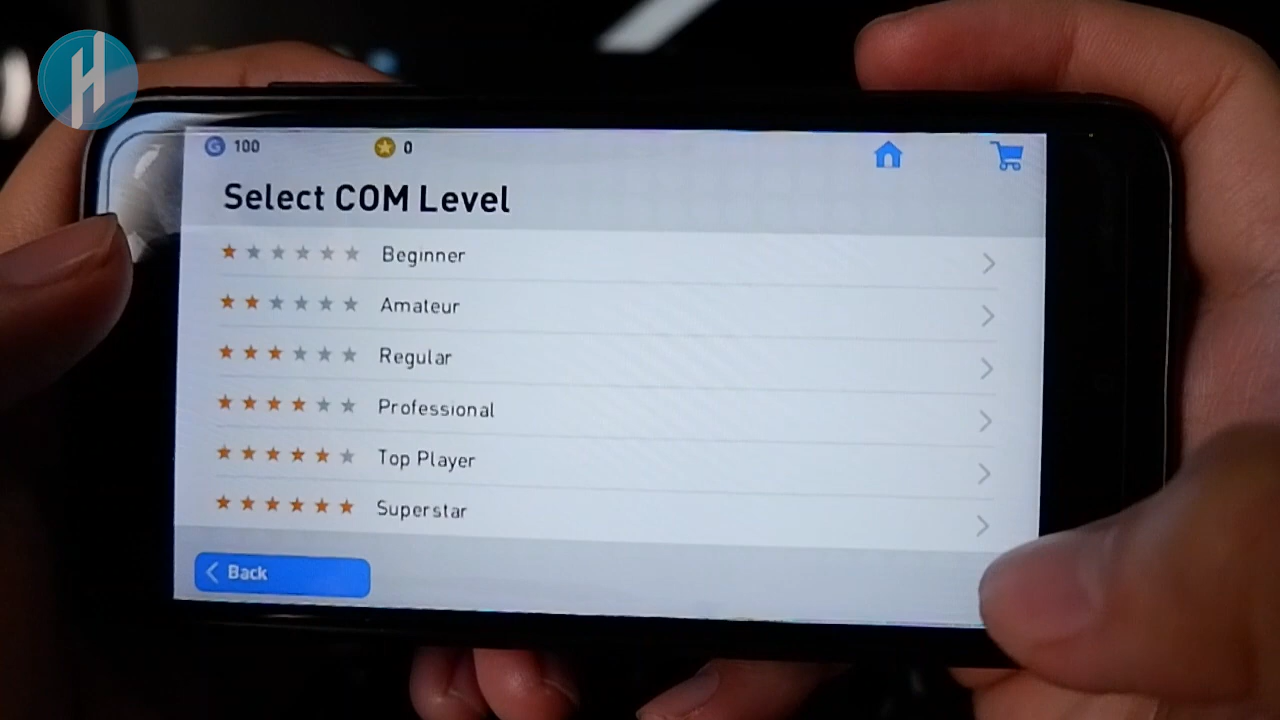 H
G 100
0
Select COM Level
Beginner
Amateur
Regular
Professional
Top Player
Superstar
Back